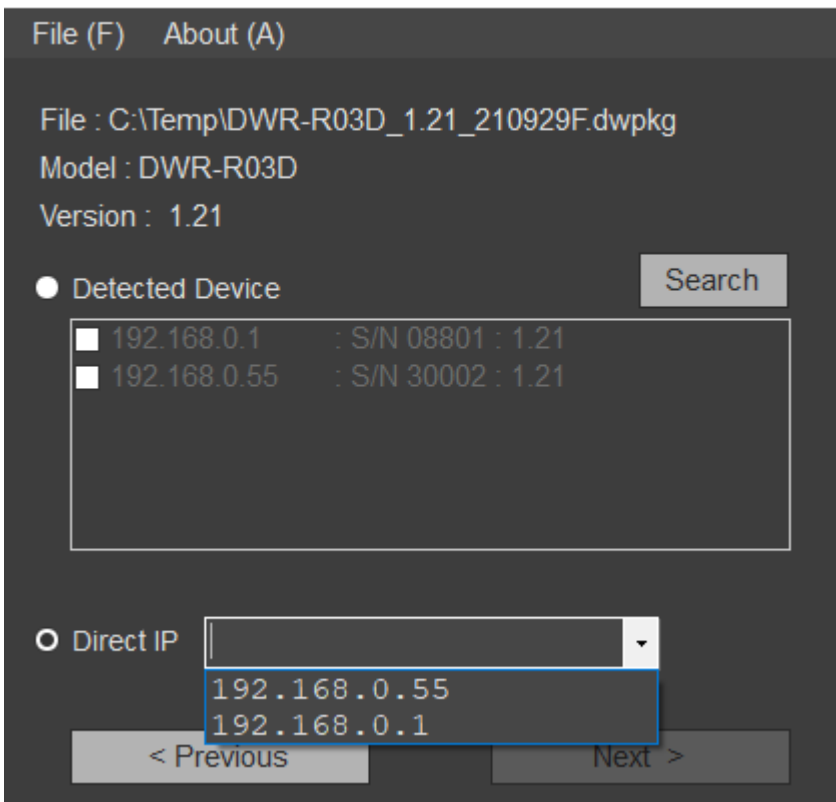 File (F) About (A)
File : C:\Temp\DWR-R03D_1.21_210929F.dwpkg
Model : DWR-R03D
Version : 1.21
Search
Detected Device
192.168.0.1 : S/N 08801 : 1.21
192.168.0.55 : S/N 30002 : 1.21
Direct IP
192.168.0.55
192.168.0.1
< Previous Next >